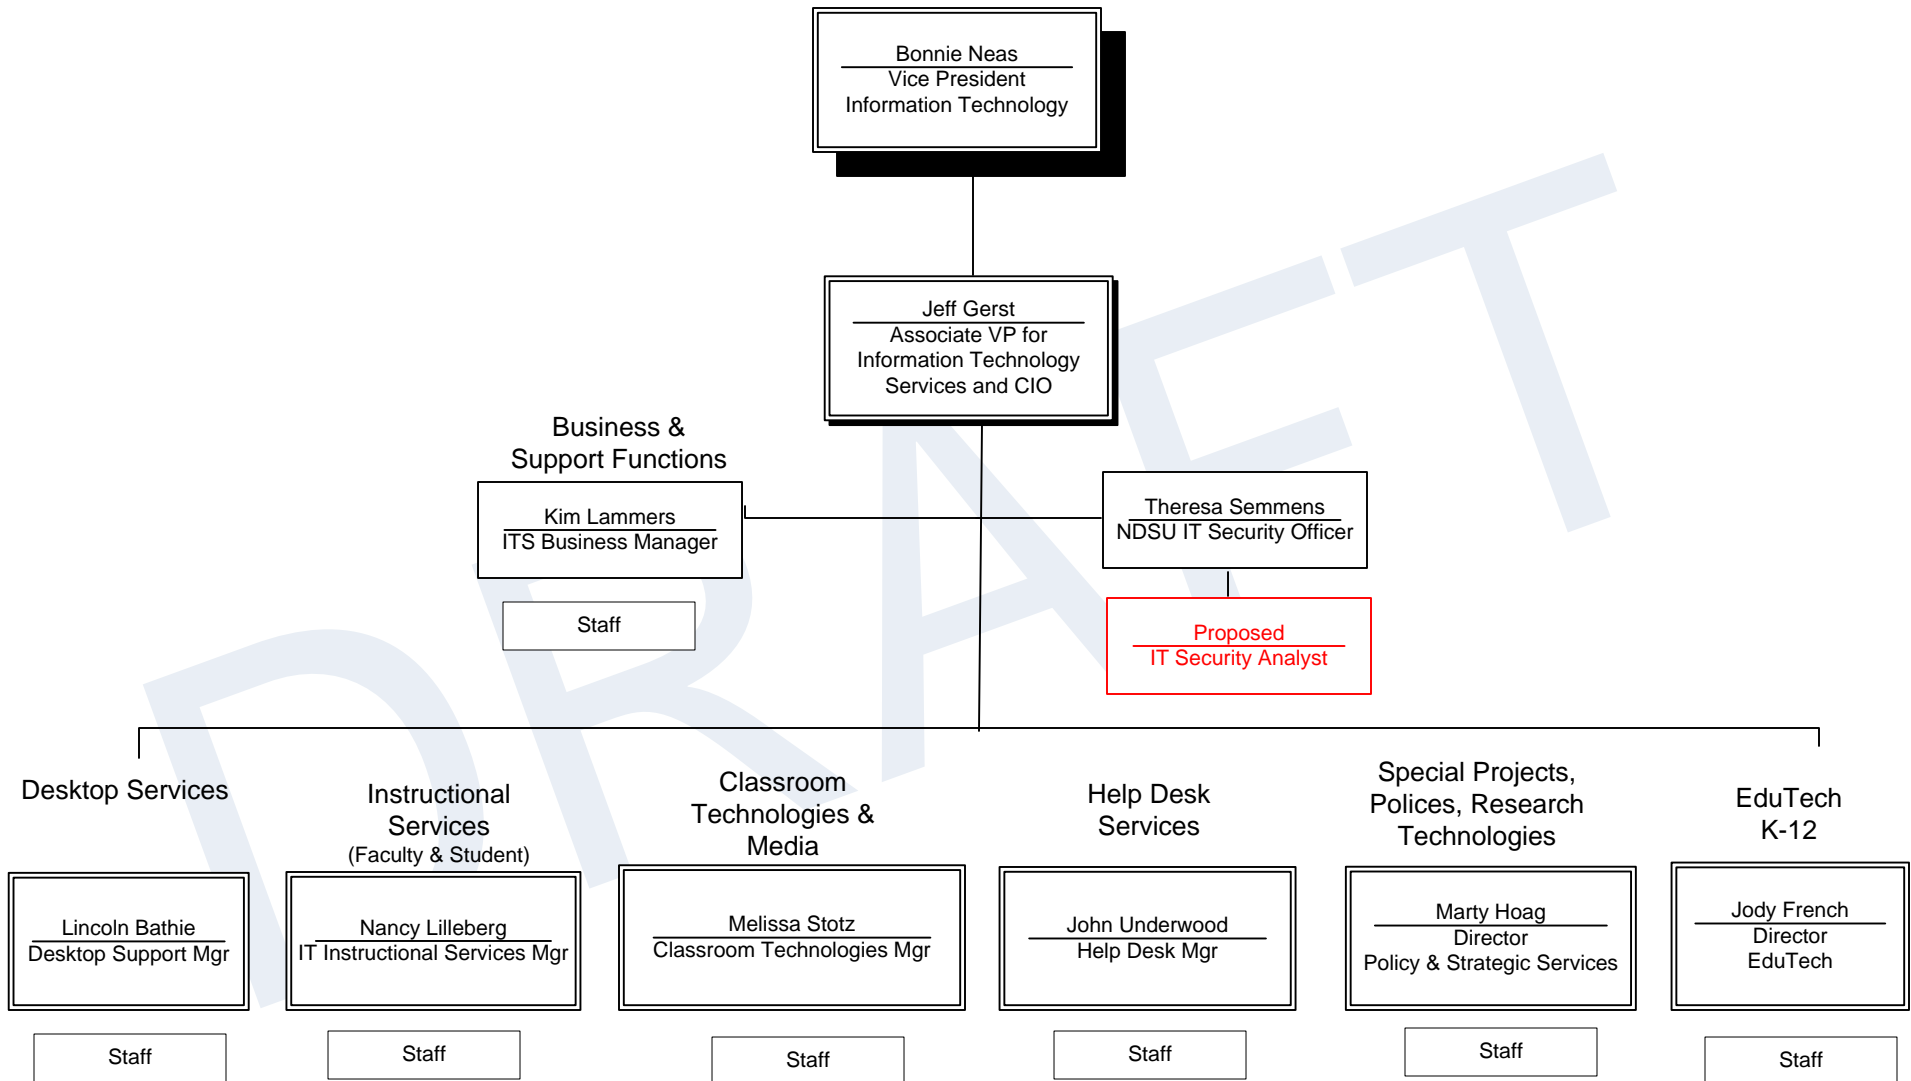 Bonnie Neas
Vice President
Information Technology
Jeff Gerst
Associate VP for
Information Technology
Services and CIO
Business &
Support Functions
Kim Lammers
ITS Business Manager
Staff
Theresa Semmens
NDSU IT Security Officer
Proposed
IT Security Analyst
Desktop Services
Lincoln Bathie
Desktop Support Mgr
Staff
Instructional
Services
(Faculty & Student)
Nancy Lilleberg
IT Instructional Services Mgr
Staff
Classroom
Technologies &
Media
Melissa Stotz
Classroom Technologies Mgr
Staff
Help Desk
Services
John Underwood
Help Desk Mgr
Staff
Special Projects,
Polices, Research
Technologies
Marty Hoag
Director
Policy & Strategic Services
Staff
EduTech
K-12
Jody French
Director
EduTech
Staff
DRAFT